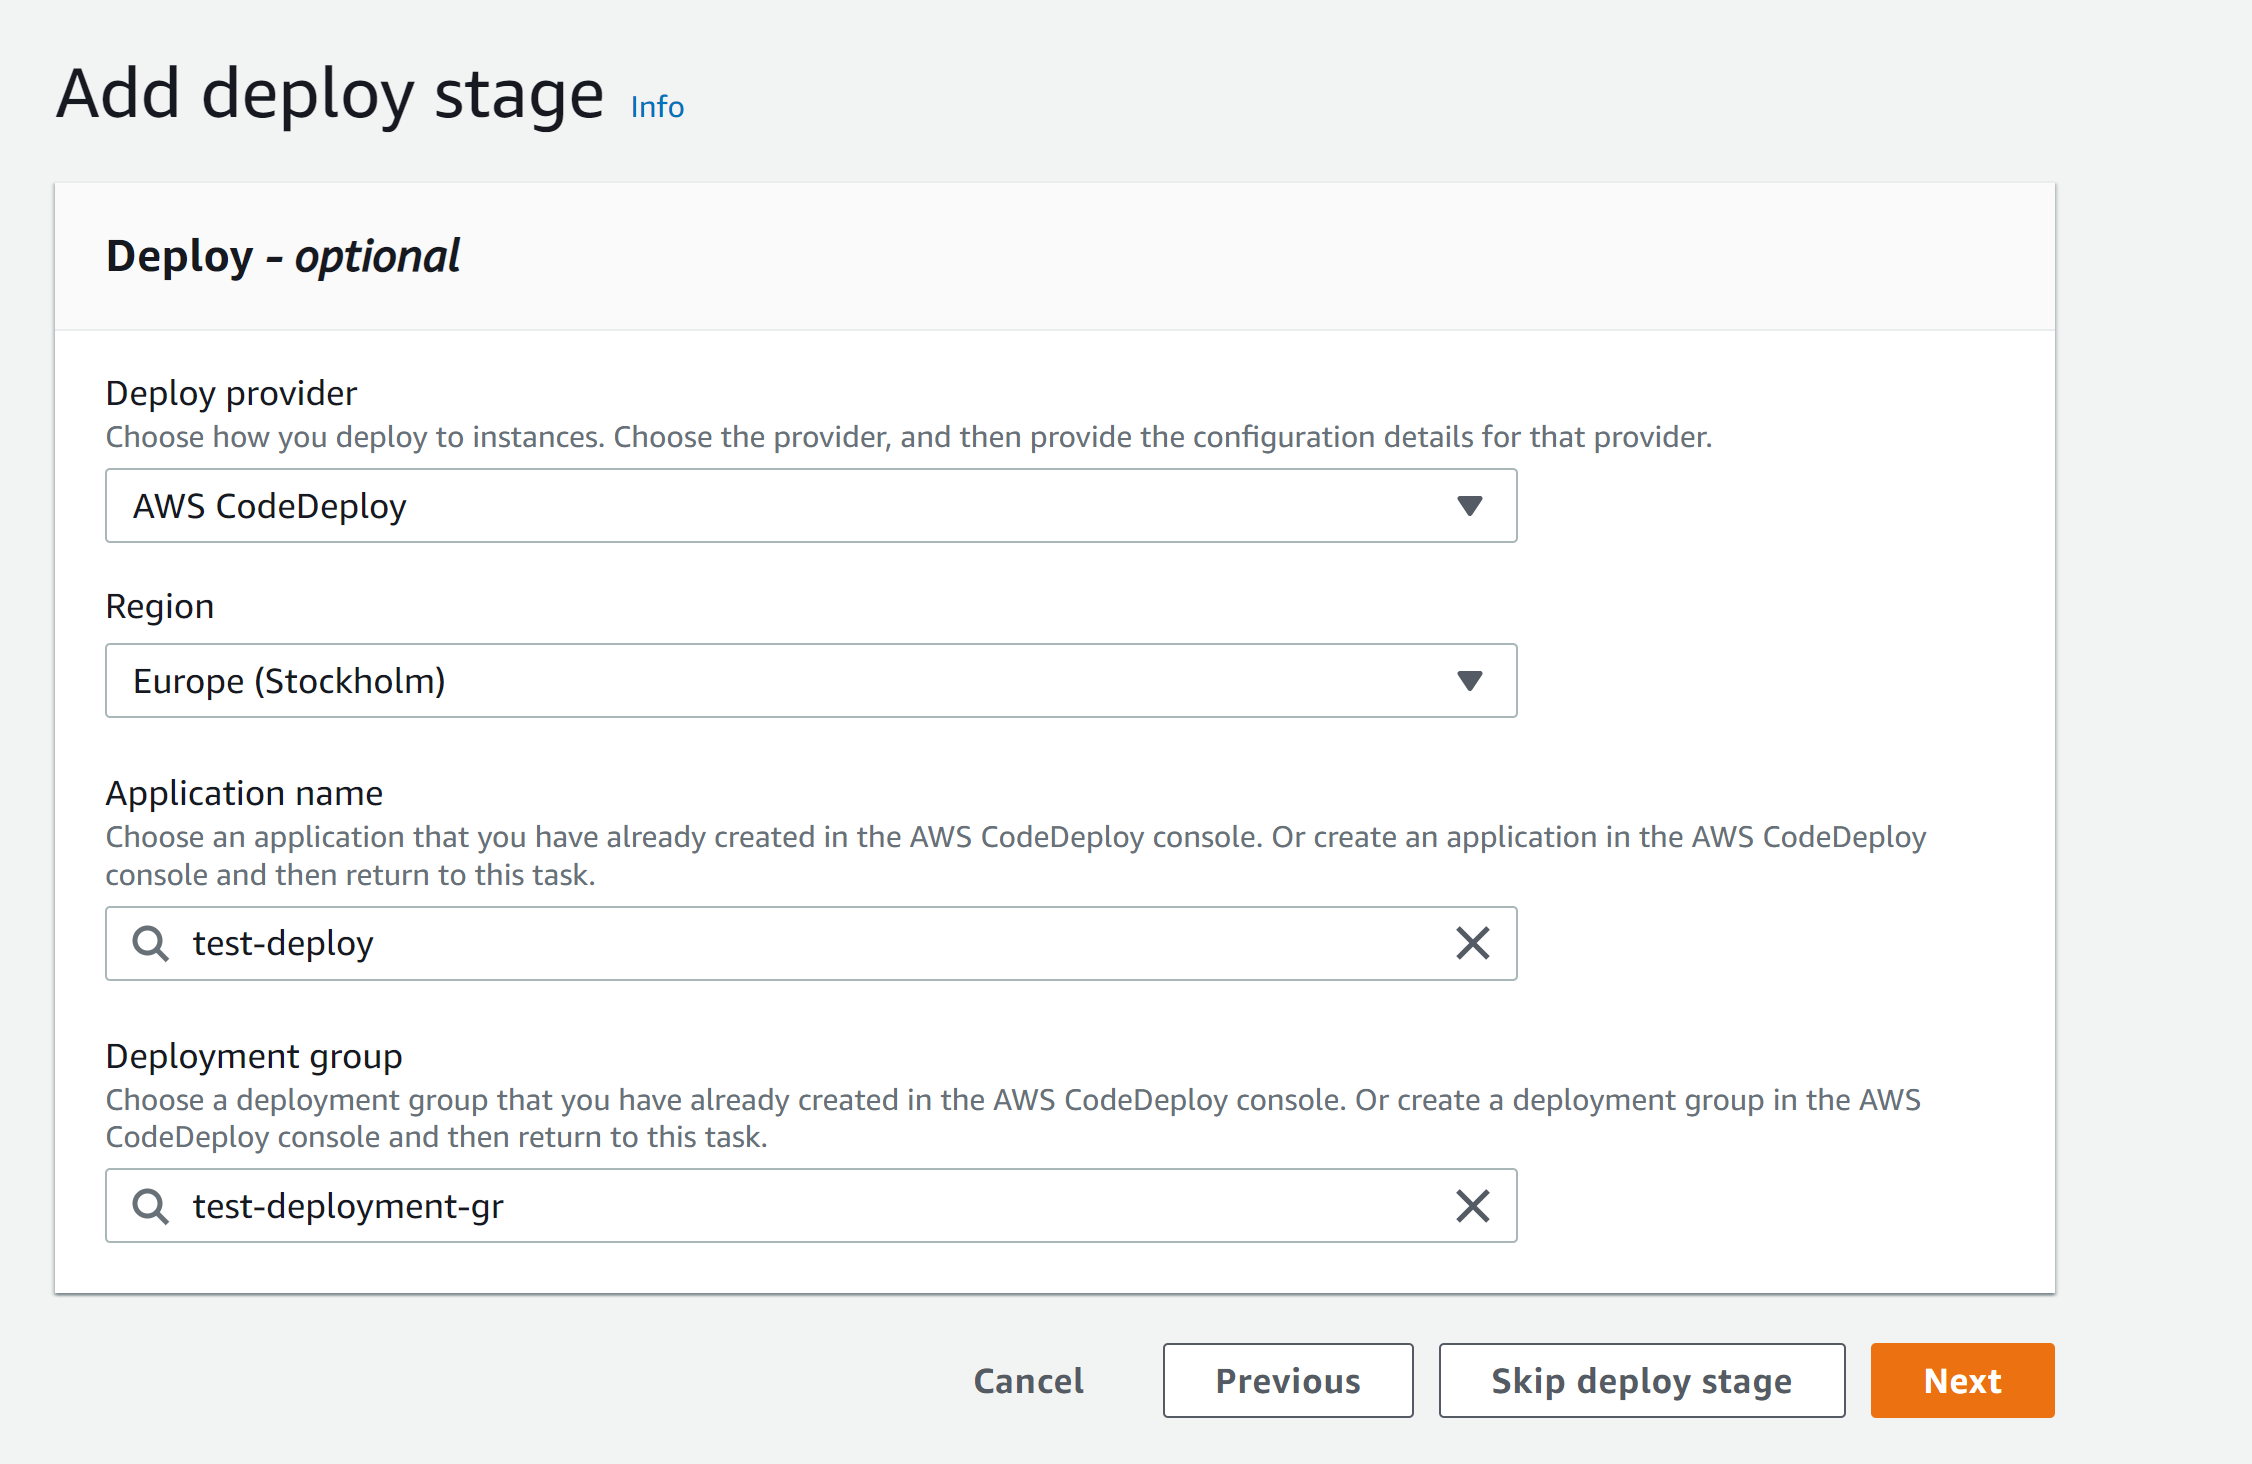 Add deploy stage Info
Deploy - optional
Deploy provider
Choose how you deploy to instances. Choose the provider, and then provide the configuration details for that provider.
AWS CodeDeploy
Region
Europe (Stockholm)
Application name
Choose an application that you have already created in the AWS CodeDeploy console. Or create an application in the AWS CodeDeploy
console and then return to this task.
test-deploy
Deployment group
Choose a deployment group that you have already created in the AWS CodeDeploy console. Or create a deployment group in the AWS
CodeDeploy console and then return to this task.
test-deployment-gr
Cancel Previous Skip deploy stage Next